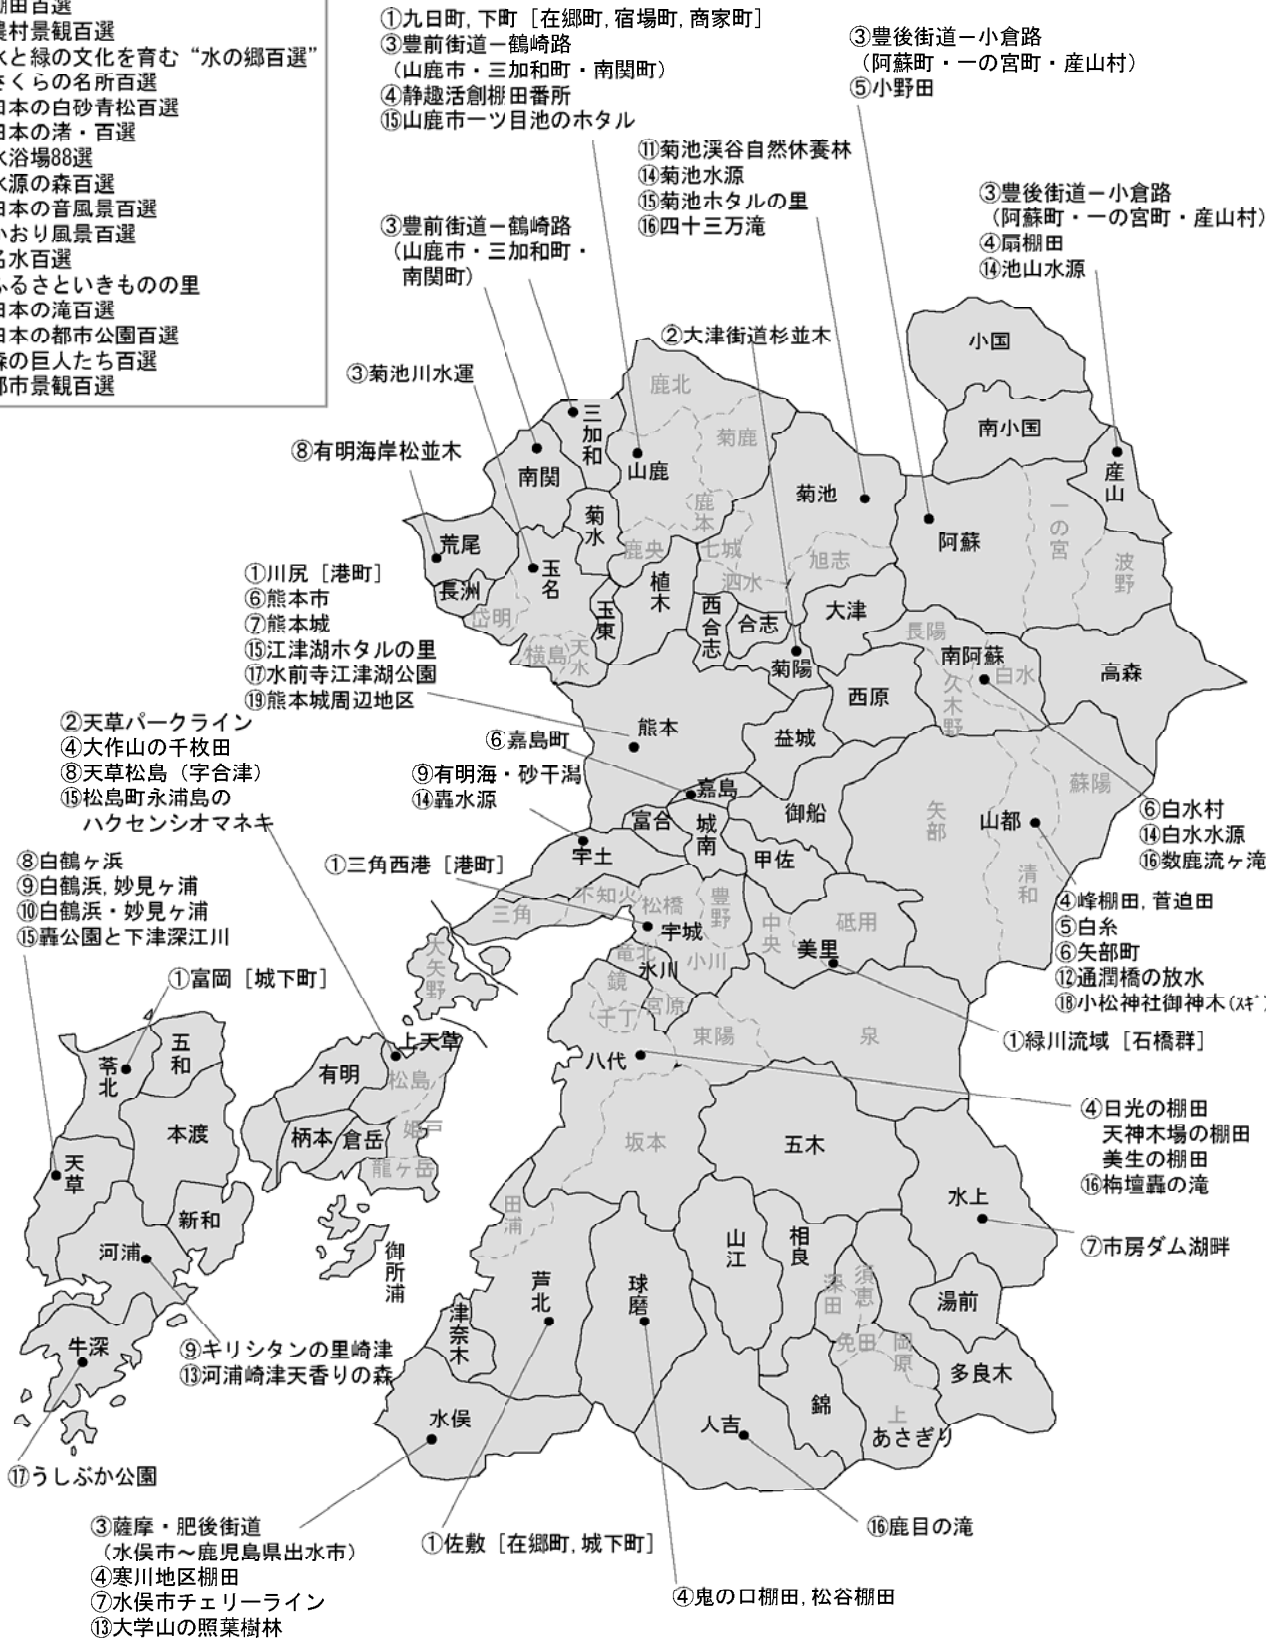 棚田百選
農村景観百選
水と緑の文化を育む“水の郷百選”
さくらの名所百選
日本の白砂青松百選
日本の渚・百選
水浴場88選
水源の森百選
日本の音風景百選
かおり風景百選
名水百選
ふるさといきものの里
日本の滝百選
日本の都市公園百選
森の巨人たち百選
都市景観百選
①九日町,下町［在郷町,宿場町,商家町］
③豊前街道－鶴崎路
（山鹿市・三加和町・南関町）
④静趣活創棚田番所
⑮山鹿市一ツ目池のホタル
③豊後街道－小倉路
（阿蘇町・一の宮町・産山村）
⑤小野田
⑪菊池渓谷自然休養林
⑭菊池水源
⑮菊池ホタルの里
⑯四十三万滝
③豊後街道－小倉路
（阿蘇町・一の宮町・産山村）
④扇棚田
⑭池山水源
③豊前街道－鶴崎路
（山鹿市・三加和町・
南関町）
②大津街道杉並木
③菊池川水運
⑧有明海岸松並木
小国
南小国
産山
鹿北
菊鹿
三加和
南関
山鹿
菊池
鹿本
菊水
鹿央
七城
旭志
泗水
阿蘇
一の宮
波野
荒尾
長洲
玉名
岱明
玉東
植木
西合志
合志
大津
横島
天水
菊陽
長陽
南阿蘇
白水
久木野
高森
西原
①川尻［港町］
⑥熊本市
⑦熊本城
⑮江津湖ホタルの里
⑰水前寺江津湖公園
⑲熊本城周辺地区
熊本
益城
⑥嘉島町
嘉島
⑨有明海・砂干潟
⑭轟水源
②天草パークライン
④大作山の千枚田
⑧天草松島（字合津）
⑮松島町永浦島の
ハクセンシオマネキ
富合
城南
御船
矢部
山都
蘇陽
清和
⑥白水村
⑭白水水源
⑯数鹿流ヶ滝
宇土
甲佐
①三角西港［港町］
三角
不知火
松橋
豊野
宇城
小川
中央
砥用
美里
④峰棚田,菅迫田
⑤白糸
⑥矢部町
⑫通潤橋の放水
⑱小松神社御神木(ｽｷﾞ)
⑧白鶴ヶ浜
⑨白鶴浜,妙見ヶ浦
⑩白鶴浜・妙見ヶ浦
⑮轟公園と下津深江川
①富岡［城下町］
大矢野
竜北
氷川
鏡
宮原
千丁
東陽
泉
①緑川流域［石橋群］
八代
坂本
五木
④日光の棚田
天神木場の棚田
美生の棚田
⑯栴壇轟の滝
苓北
五和
本渡
天草
新和
河浦
牛深
有明
上天草
松島
姫戸
栖本
倉岳
龍ヶ岳
御所浦
田浦
水上
⑦市房ダム湖畔
山江
相良
深田
須恵
湯前
免田
岡原
多良木
錦
上
あさぎり
人吉
球磨
芦北
津奈木
水俣
⑨キリシタンの里崎津
⑬河浦崎津天香りの森
⑰うしぶか公園
③薩摩・肥後街道
（水俣市～鹿児島県出水市）
④寒川地区棚田
⑦水俣市チェリーライン
⑬大学山の照葉樹林
①佐敷［在郷町,城下町］
④鬼の口棚田,松谷棚田
⑯鹿目の滝